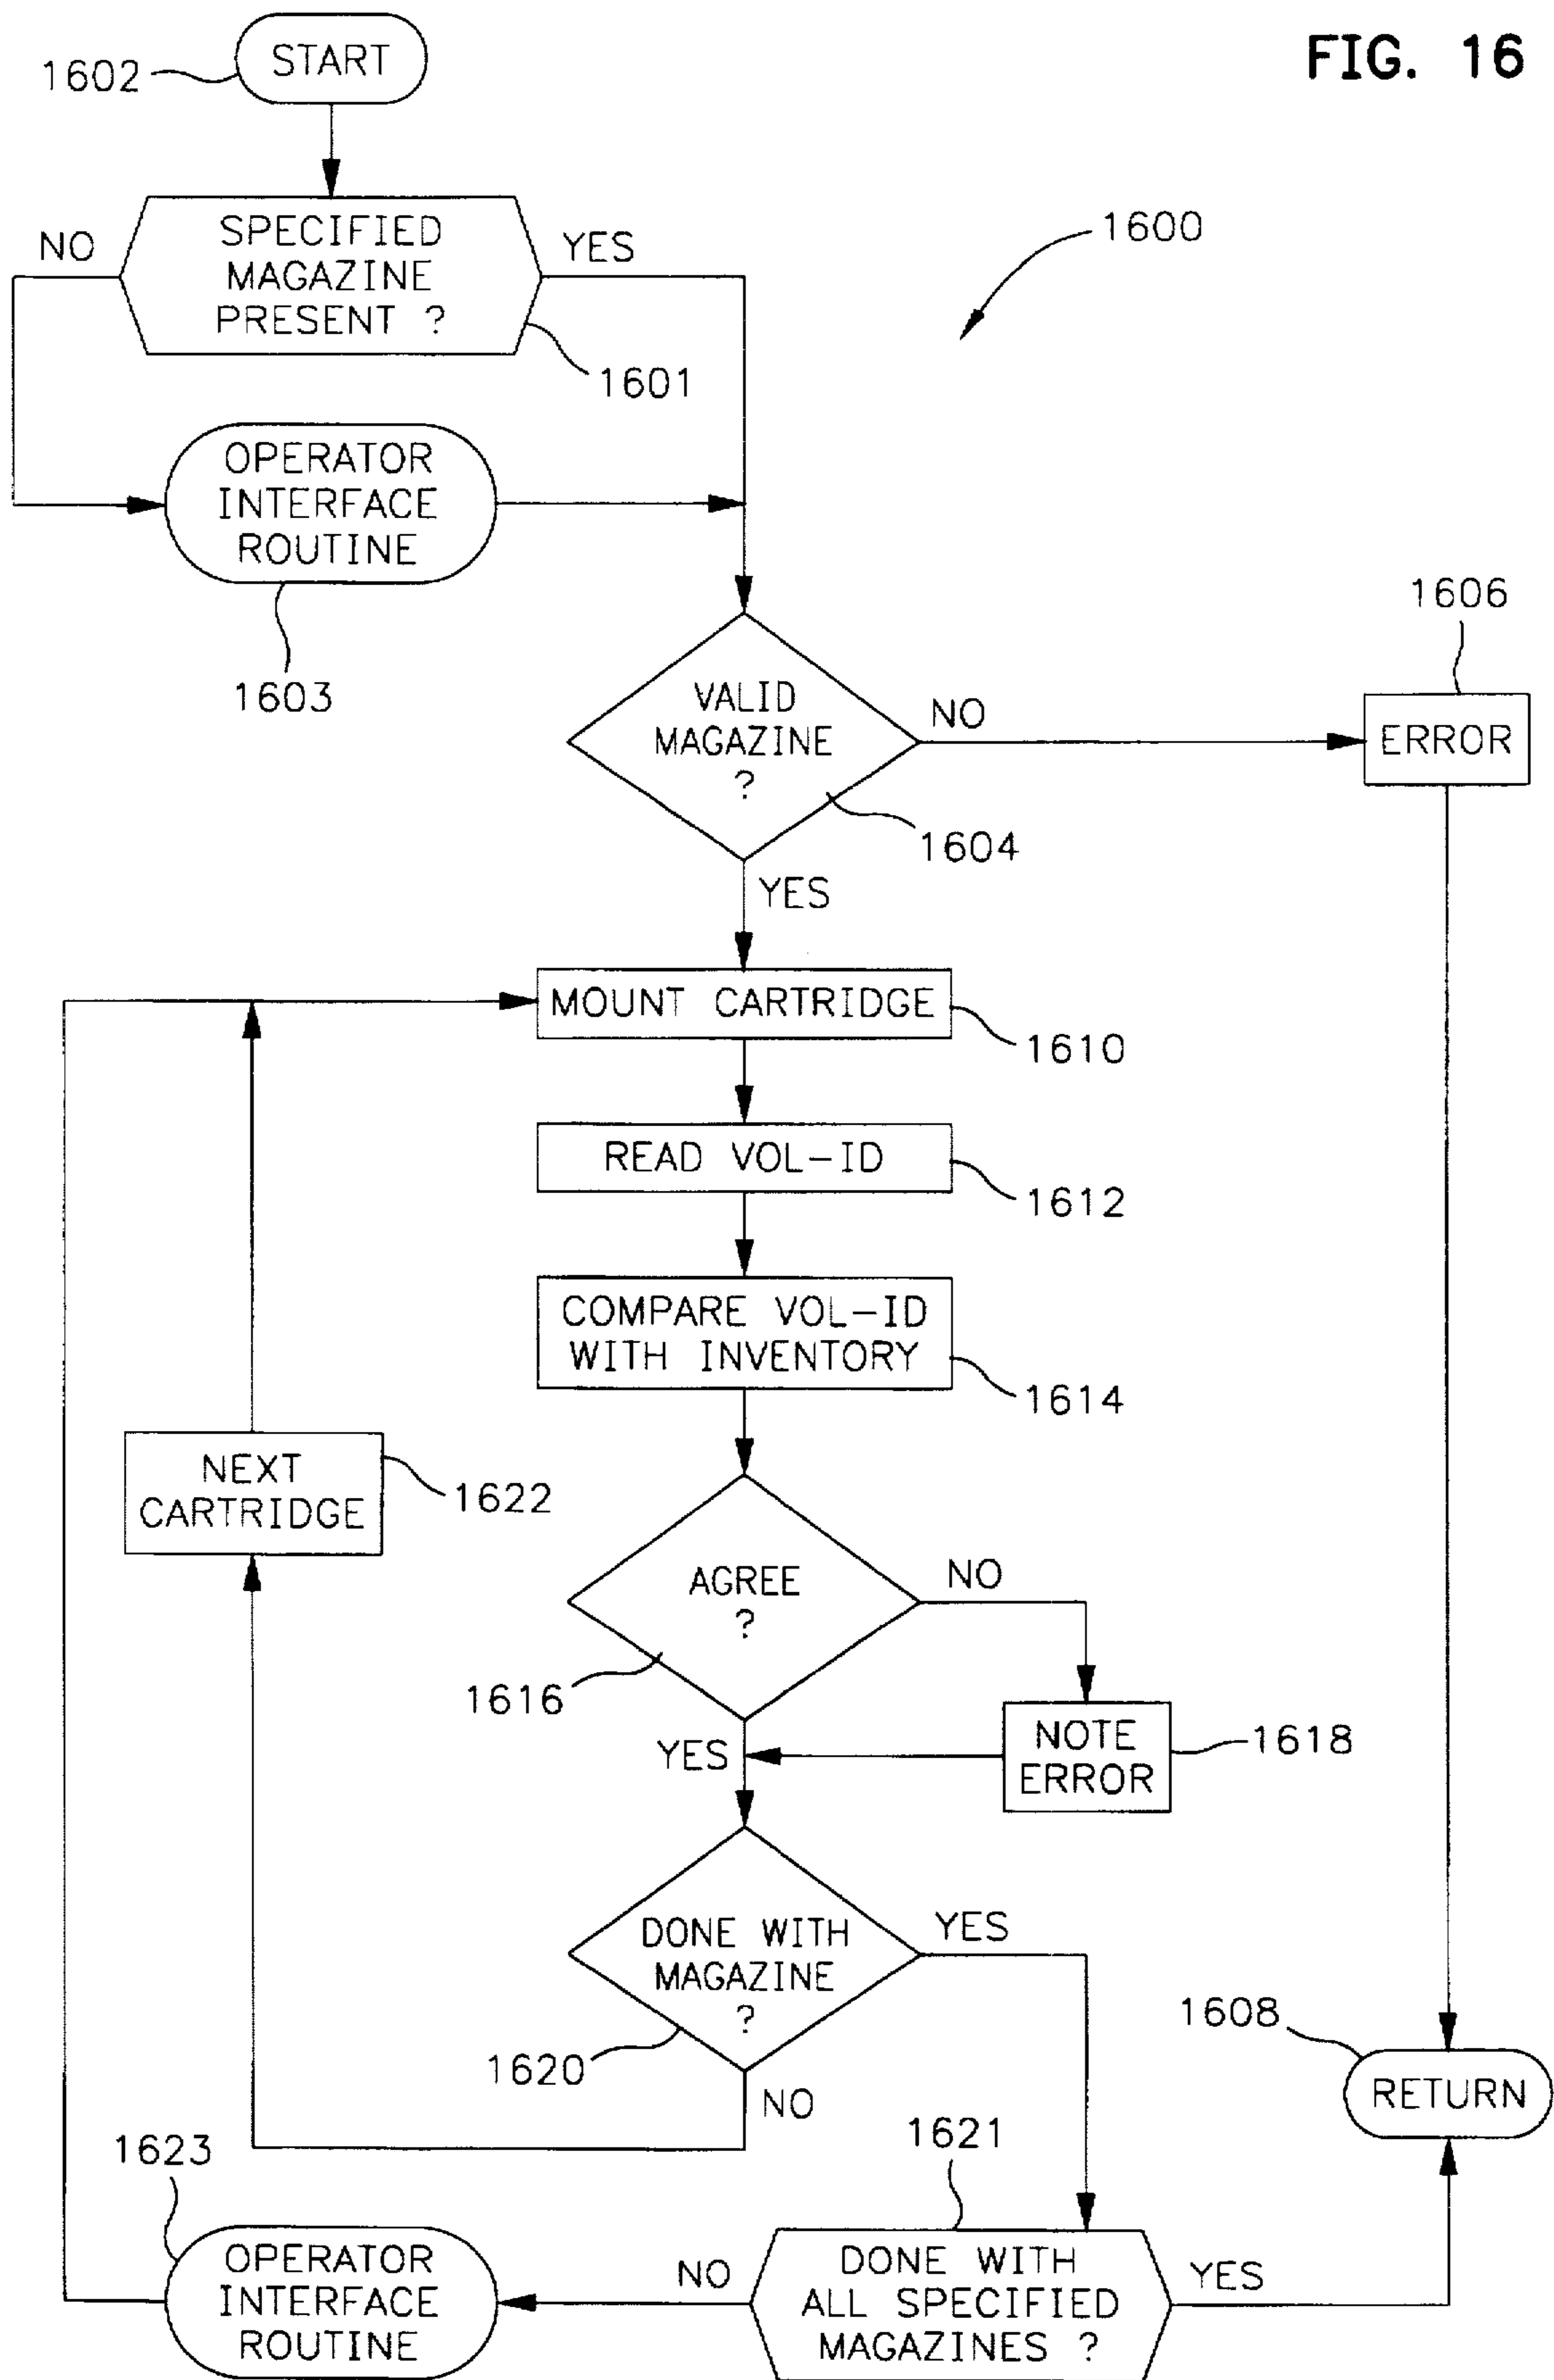 FIG. 16
START
1602
SPECIFIED
MAGAZINE
PRESENT ?
NO
YES
1601
1600
OPERATOR
INTERFACE
ROUTINE
1603
VALID
MAGAZINE
?
NO
1604
YES
1606
ERROR
MOUNT CARTRIDGE
1610
READ VOL-ID
1612
COMPARE VOL-ID
WITH INVENTORY
1614
NEXT
CARTRIDGE
1622
AGREE
?
NO
1616
YES
NOTE
ERROR
1618
DONE WITH
MAGAZINE
?
YES
1620
NO
1608
RETURN
1621
1623
OPERATOR
INTERFACE
ROUTINE
NO
DONE WITH
ALL SPECIFIED
MAGAZINES ?
YES